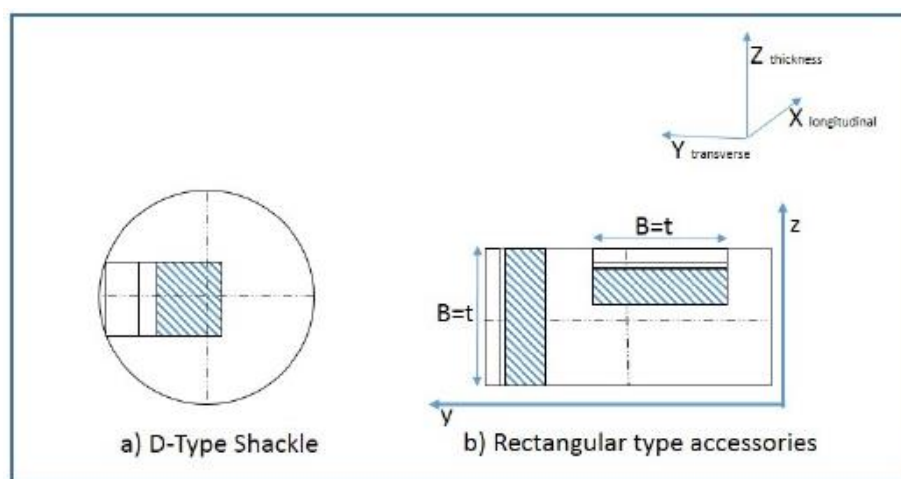 Z thickness
X longitudinal
Y transverse
B=t
z
B=t
y
a) D-Type Shackle
b) Rectangular type accessories